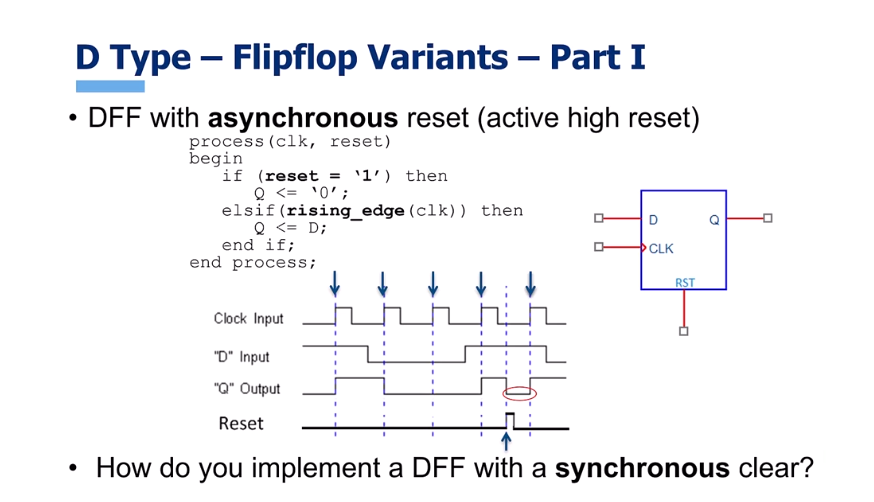 D Type – Flipflop Variants – Part I
• DFF with asynchronous reset (active high reset)
process(clk, reset)
begin
if (reset = ‘1’) then
Q <= ‘0’;
elsif(rising_edge(clk)) then
Q <= D;
end if;
end process;
D
Q
CLK
RST
Clock Input
"D" Input
"Q" Output
Reset
• How do you implement a DFF with a synchronous clear?